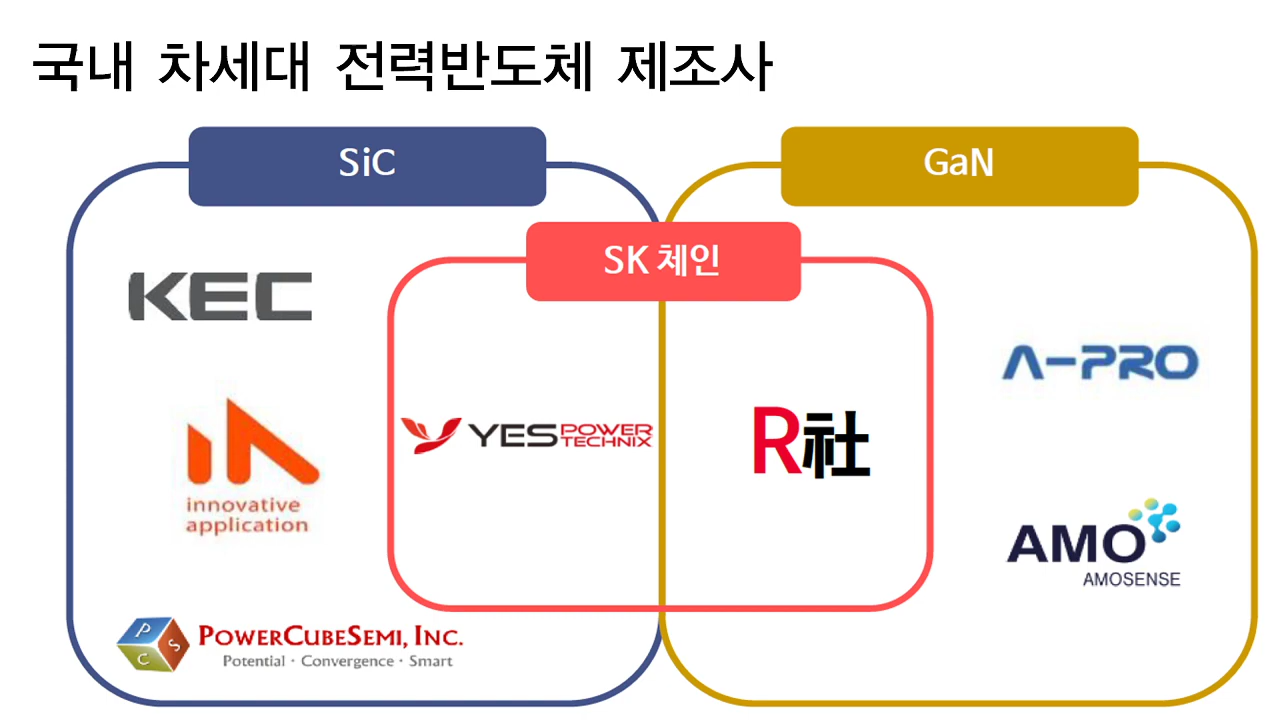 국내 차세대 전력반도체 제조사
SiC
GaN
SK 체인
KEC
A-PRO
YES POWER TECHNIX
R社
innovative
application
AMO
AMOSENSE
P S C
POWERCUBESEMI, INC.
Potential · Convergence · Smart